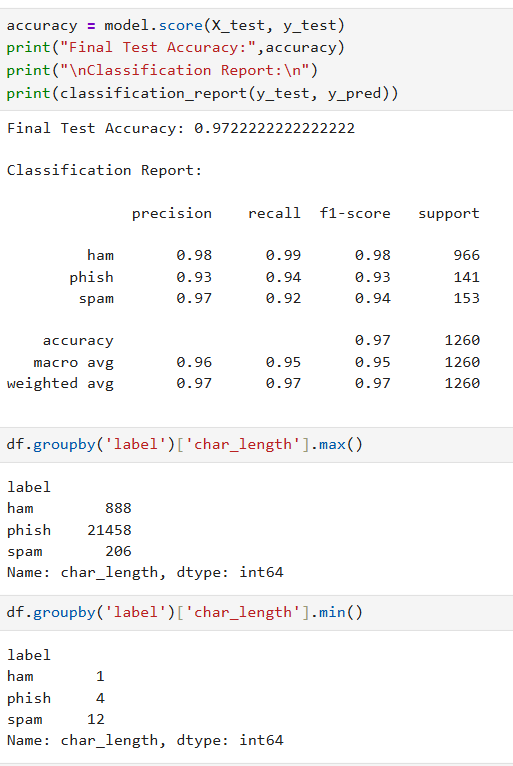 accuracy = model.score(X_test, y_test)
print("Final Test Accuracy:",accuracy)
print("\nClassification Report:\n")
print(classification_report(y_test, y_pred))
Final Test Accuracy: 0.9722222222222222
Classification Report:
precision recall f1-score support
ham 0.98 0.99 0.98 966
phish 0.93 0.94 0.93 141
spam 0.97 0.92 0.94 153
accuracy 0.97 1260
macro avg 0.96 0.95 0.95 1260
weighted avg 0.97 0.97 0.97 1260
df.groupby('label')['char_length'].max()
label
ham 888
phish 21458
spam 206
Name: char_length, dtype: int64
df.groupby('label')['char_length'].min()
label
ham 1
phish 4
spam 12
Name: char_length, dtype: int64